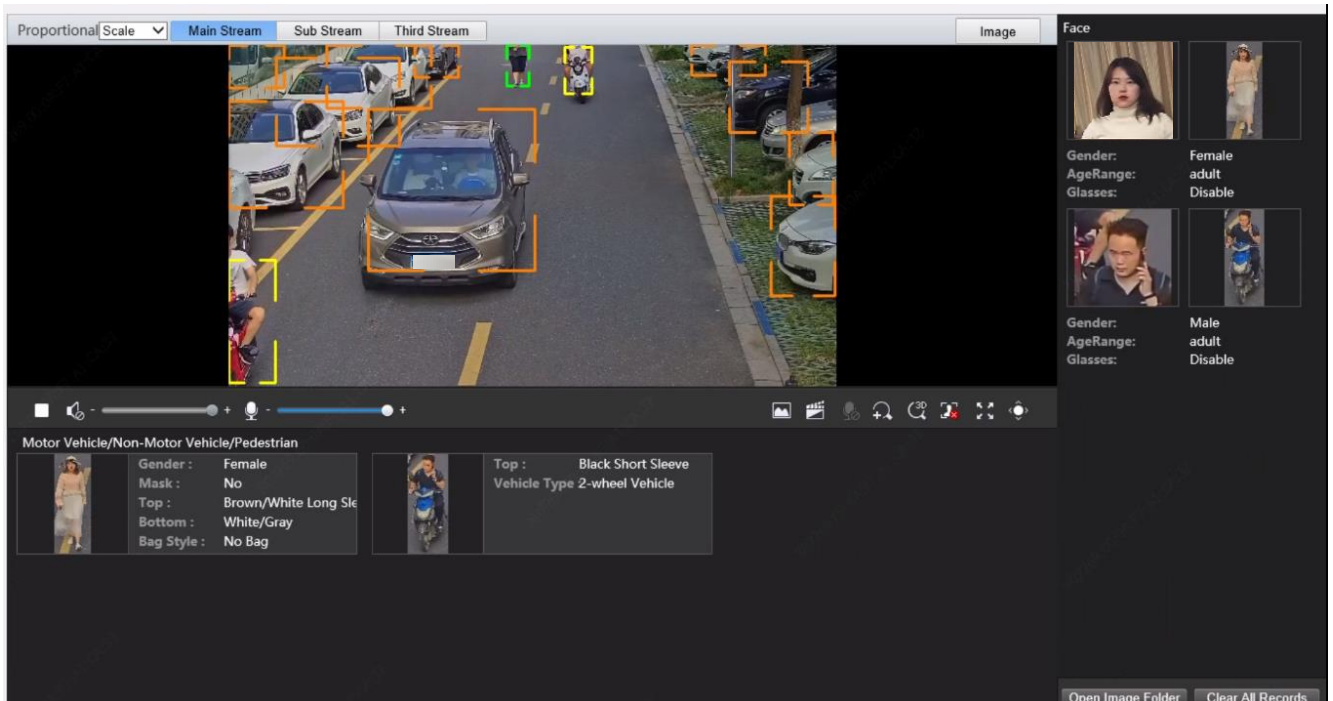 Proportional Scale Main Stream Sub Stream Third Stream Image
Face
Gender: Female
AgeRange: adult
Glasses: Disable
Gender: Male
AgeRange: adult
Glasses: Disable
- + - +
3D
Motor Vehicle/Non-Motor Vehicle/Pedestrian
Gender : Female
Mask : No
Top : Brown/White Long Sle
Bottom : White/Gray
Bag Style : No Bag
Top : Black Short Sleeve
Vehicle Type 2-wheel Vehicle
Open Image Folder Clear All Records